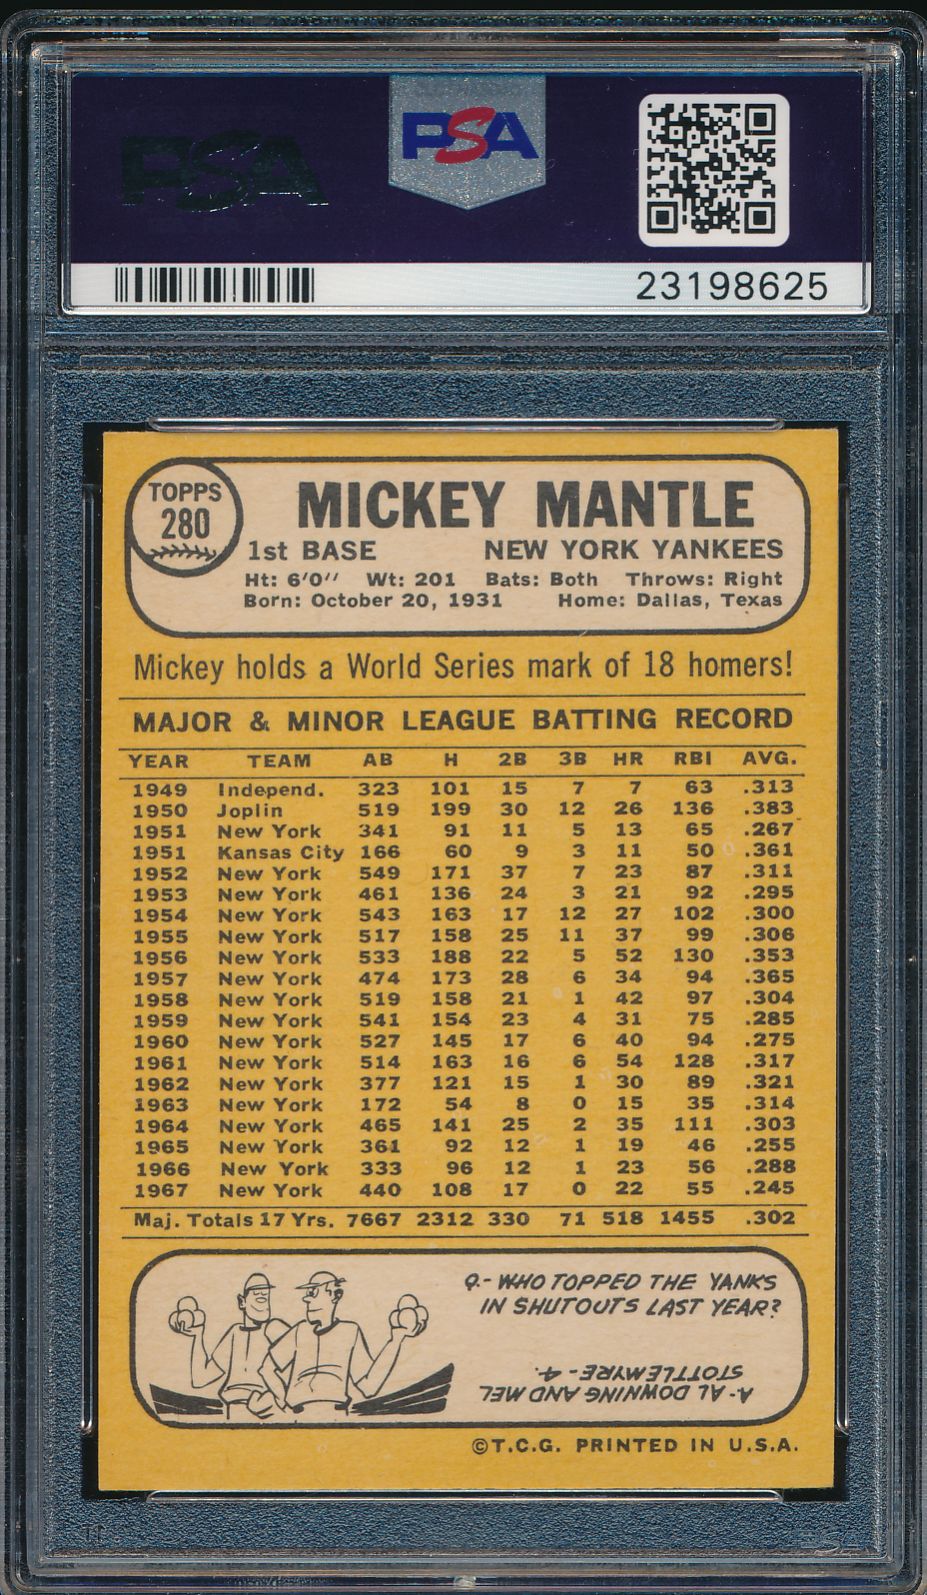 PSA
PSA
23198625
TOPPS
280
MICKEY MANTLE
1st BASE NEW YORK YANKEES
Ht: 6'0'' Wt: 201 Bats: Both Throws: Right
Born: October 20, 1931 Home: Dallas, Texas
Mickey holds a World Series mark of 18 homers!
MAJOR & MINOR LEAGUE BATTING RECORD
YEAR TEAM AB H 2B 3B HR RBI AVG.
1949 Independ. 323 101 15 7 7 63 .313
1950 Joplin 519 199 30 12 26 136 .383
1951 New York 341 91 11 5 13 65 .267
1951 Kansas City 166 60 9 3 11 50 .361
1952 New York 549 171 37 7 23 87 .311
1953 New York 461 136 24 3 21 92 .295
1954 New York 543 163 17 12 27 102 .300
1955 New York 517 158 25 11 37 99 .306
1956 New York 533 188 22 5 52 130 .353
1957 New York 474 173 28 6 34 94 .365
1958 New York 519 158 21 1 42 97 .304
1959 New York 541 154 23 4 31 75 .285
1960 New York 527 145 17 6 40 94 .275
1961 New York 514 163 16 6 54 128 .317
1962 New York 377 121 15 1 30 89 .321
1963 New York 172 54 8 0 15 35 .314
1964 New York 465 141 25 2 35 111 .303
1965 New York 361 92 12 1 19 46 .255
1966 New York 333 96 12 1 23 56 .288
1967 New York 440 108 17 0 22 55 .245
Maj. Totals 17 Yrs. 7667 2312 330 71 518 1455 .302
Q.- WHO TOPPED THE YANKS
IN SHUTOUTS LAST YEAR?
A- AL DOWNING AND MEL
STOTTLEMYRE - 4.
©T.C.G. PRINTED IN U.S.A.
PSA